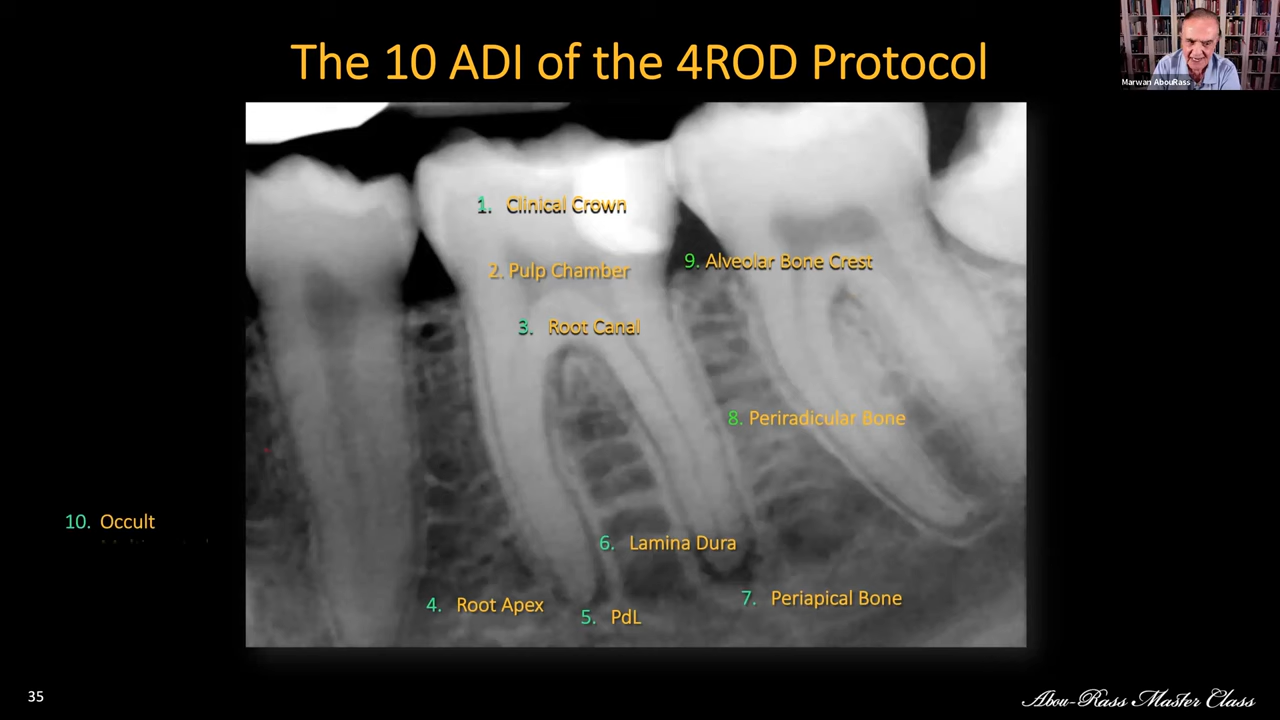 The 10 ADI of the 4ROD Protocol
Marwan AbouRass
1. Clinical Crown
2. Pulp Chamber
9. Alveolar Bone Crest
3. Root Canal
8. Periradicular Bone
10. Occult
6. Lamina Dura
7. Periapical Bone
4. Root Apex
5. PdL
35
Abou-Rass Master Class